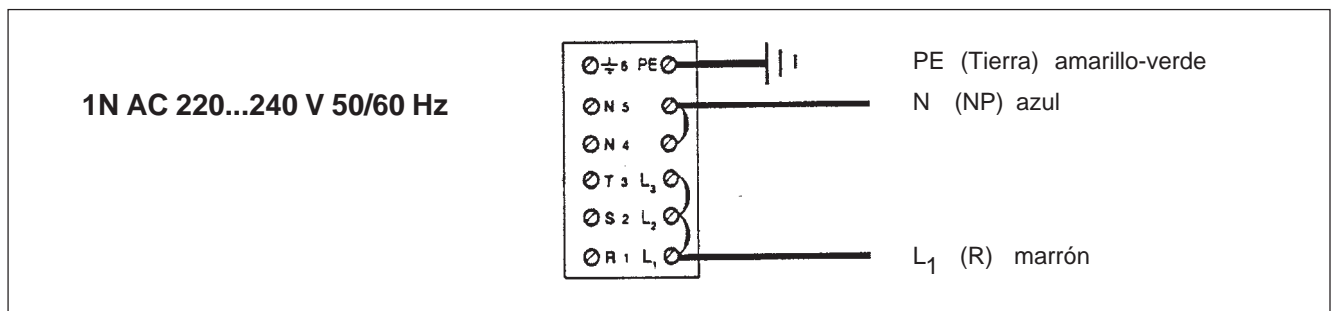 1N AC 220...240 V 50/60 Hz
⏚ 6 PE
N 5
N 4
T 3 L3
S 2 L2
R 1 L1
PE (Tierra) amarillo-verde
N (NP) azul
L1 (R) marrón